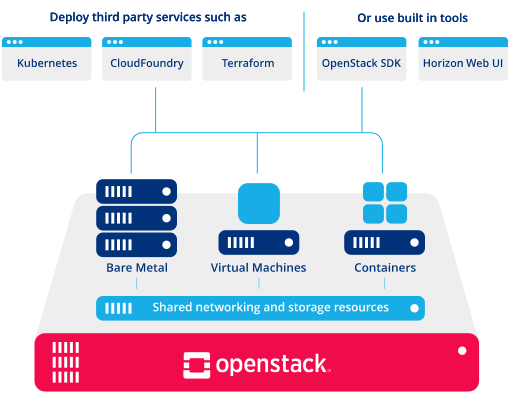 Deploy third party services such as
Or use built in tools
Kubernetes
CloudFoundry
Terraform
OpenStack SDK
Horizon Web UI
Bare Metal
Virtual Machines
Containers
Shared networking and storage resources
openstack.